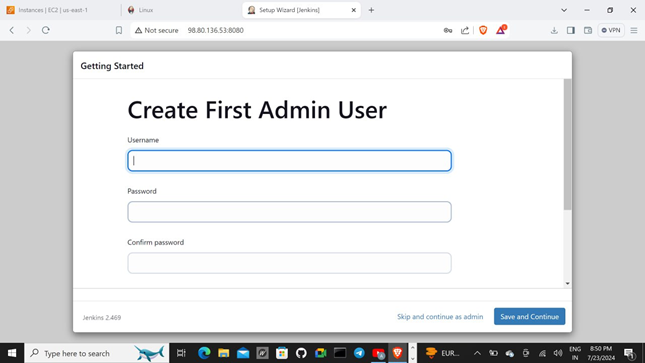 Instances | EC2 | us-east-1
Linux
Setup Wizard [Jenkins]
Not secure 98.80.136.53:8080
VPN
Getting Started
Create First Admin User
Username
Password
Confirm password
Jenkins 2.469
Skip and continue as admin
Save and Continue
Type here to search
EUR...
ENG
IN
8:50 PM
7/23/2024